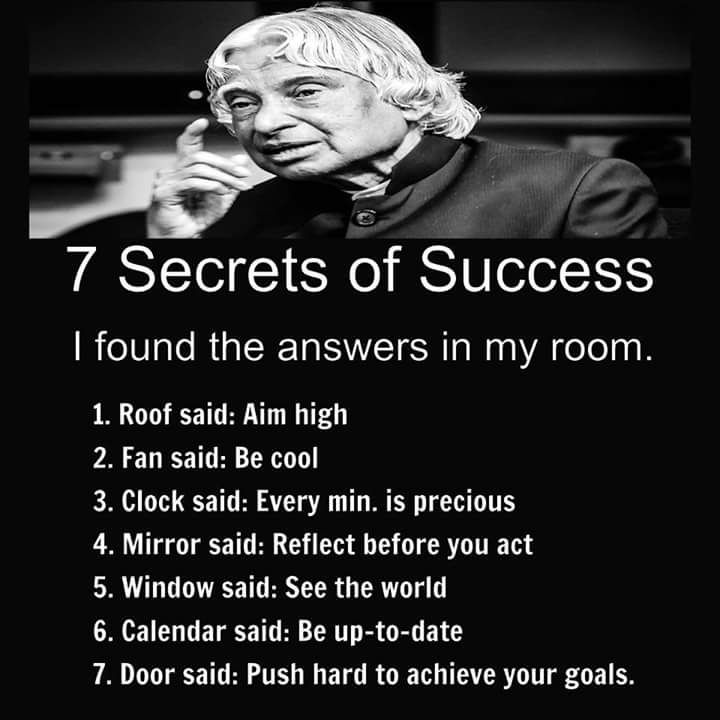 7 Secrets of Success
I found the answers in my room.
1. Roof said: Aim high
2. Fan said: Be cool
3. Clock said: Every min. is precious
4. Mirror said: Reflect before you act
5. Window said: See the world
6. Calendar said: Be up-to-date
7. Door said: Push hard to achieve your goals.